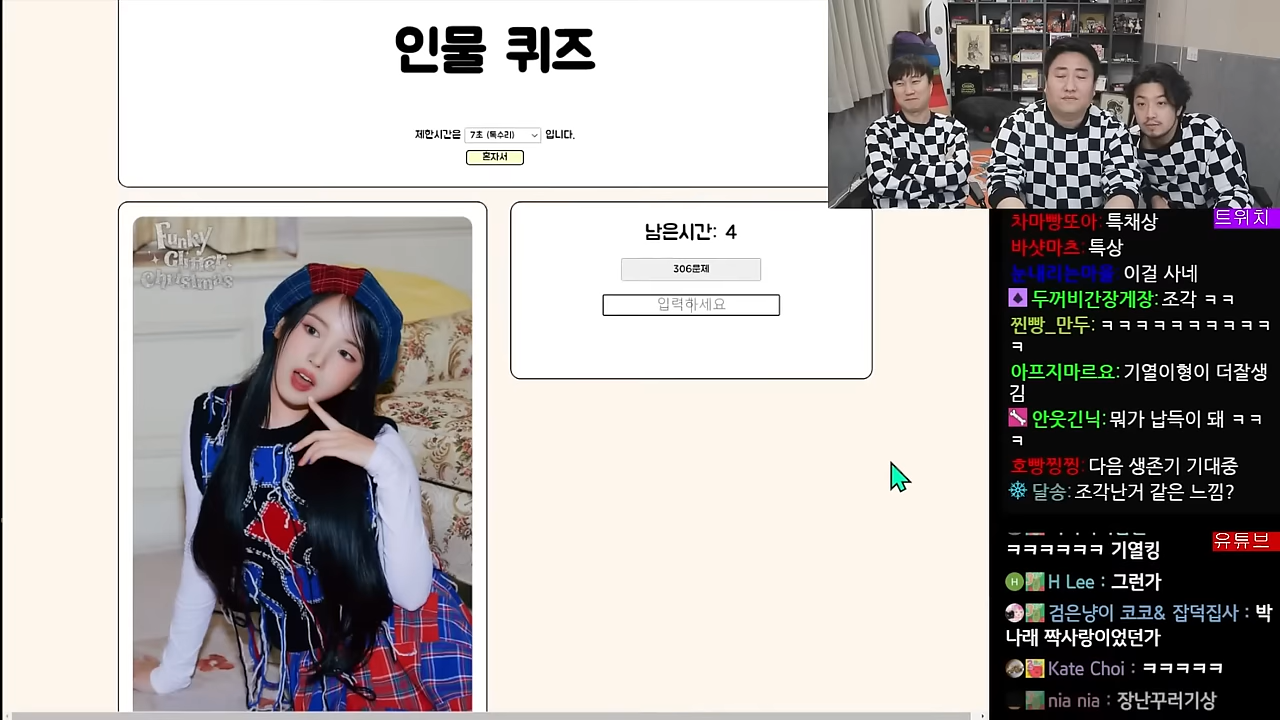 인물 퀴즈
제한시간은 7초 (독수리) 입니다.
혼자서
Funky
Glitter
Christmas
남은시간: 4
306문제
입력하세요
트위치
차마빵또아: 특채상
바샷마츠: 특상
눈내리는마을: 이걸 사네
두꺼비간장게장: 조각 ㅋㅋ
찐빵_만두: ㅋㅋㅋㅋㅋㅋㅋㅋㅋㅋ
ㅋ
아프지마르요: 기열이형이 더잘생
김
안웃긴닉: 뭐가 납득이 돼 ㅋㅋ
ㅋ
호빵찡찡: 다음 생존기 기대중
달송: 조각난거 같은 느낌?
유튜브
ㅋㅋㅋㅋㅋㅋ 기열킹
H Lee : 그런가
검은냥이 코코& 잡덕집사 : 박
나래 짝사랑이었던가
Kate Choi : ㅋㅋㅋㅋㅋ
nia nia : 장난꾸러기상